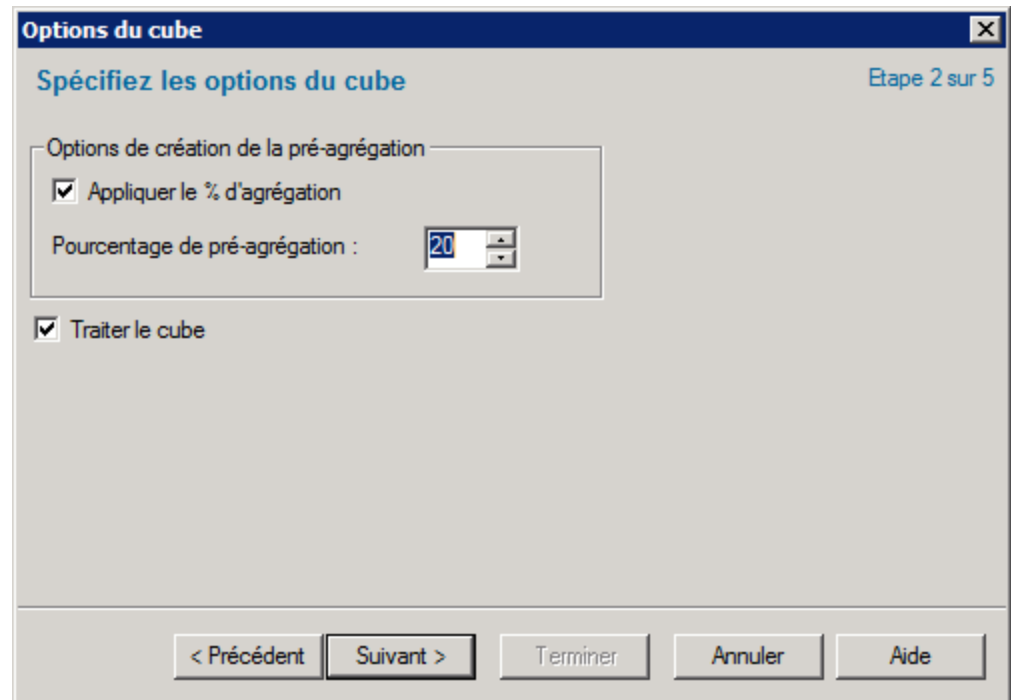 Options du cube
Spécifiez les options du cube
Etape 2 sur 5
Options de création de la pré-agrégation
Appliquer le % d'agrégation
Pourcentage de pré-agrégation : 20
Traiter le cube
< Précédent Suivant > Terminer Annuler Aide